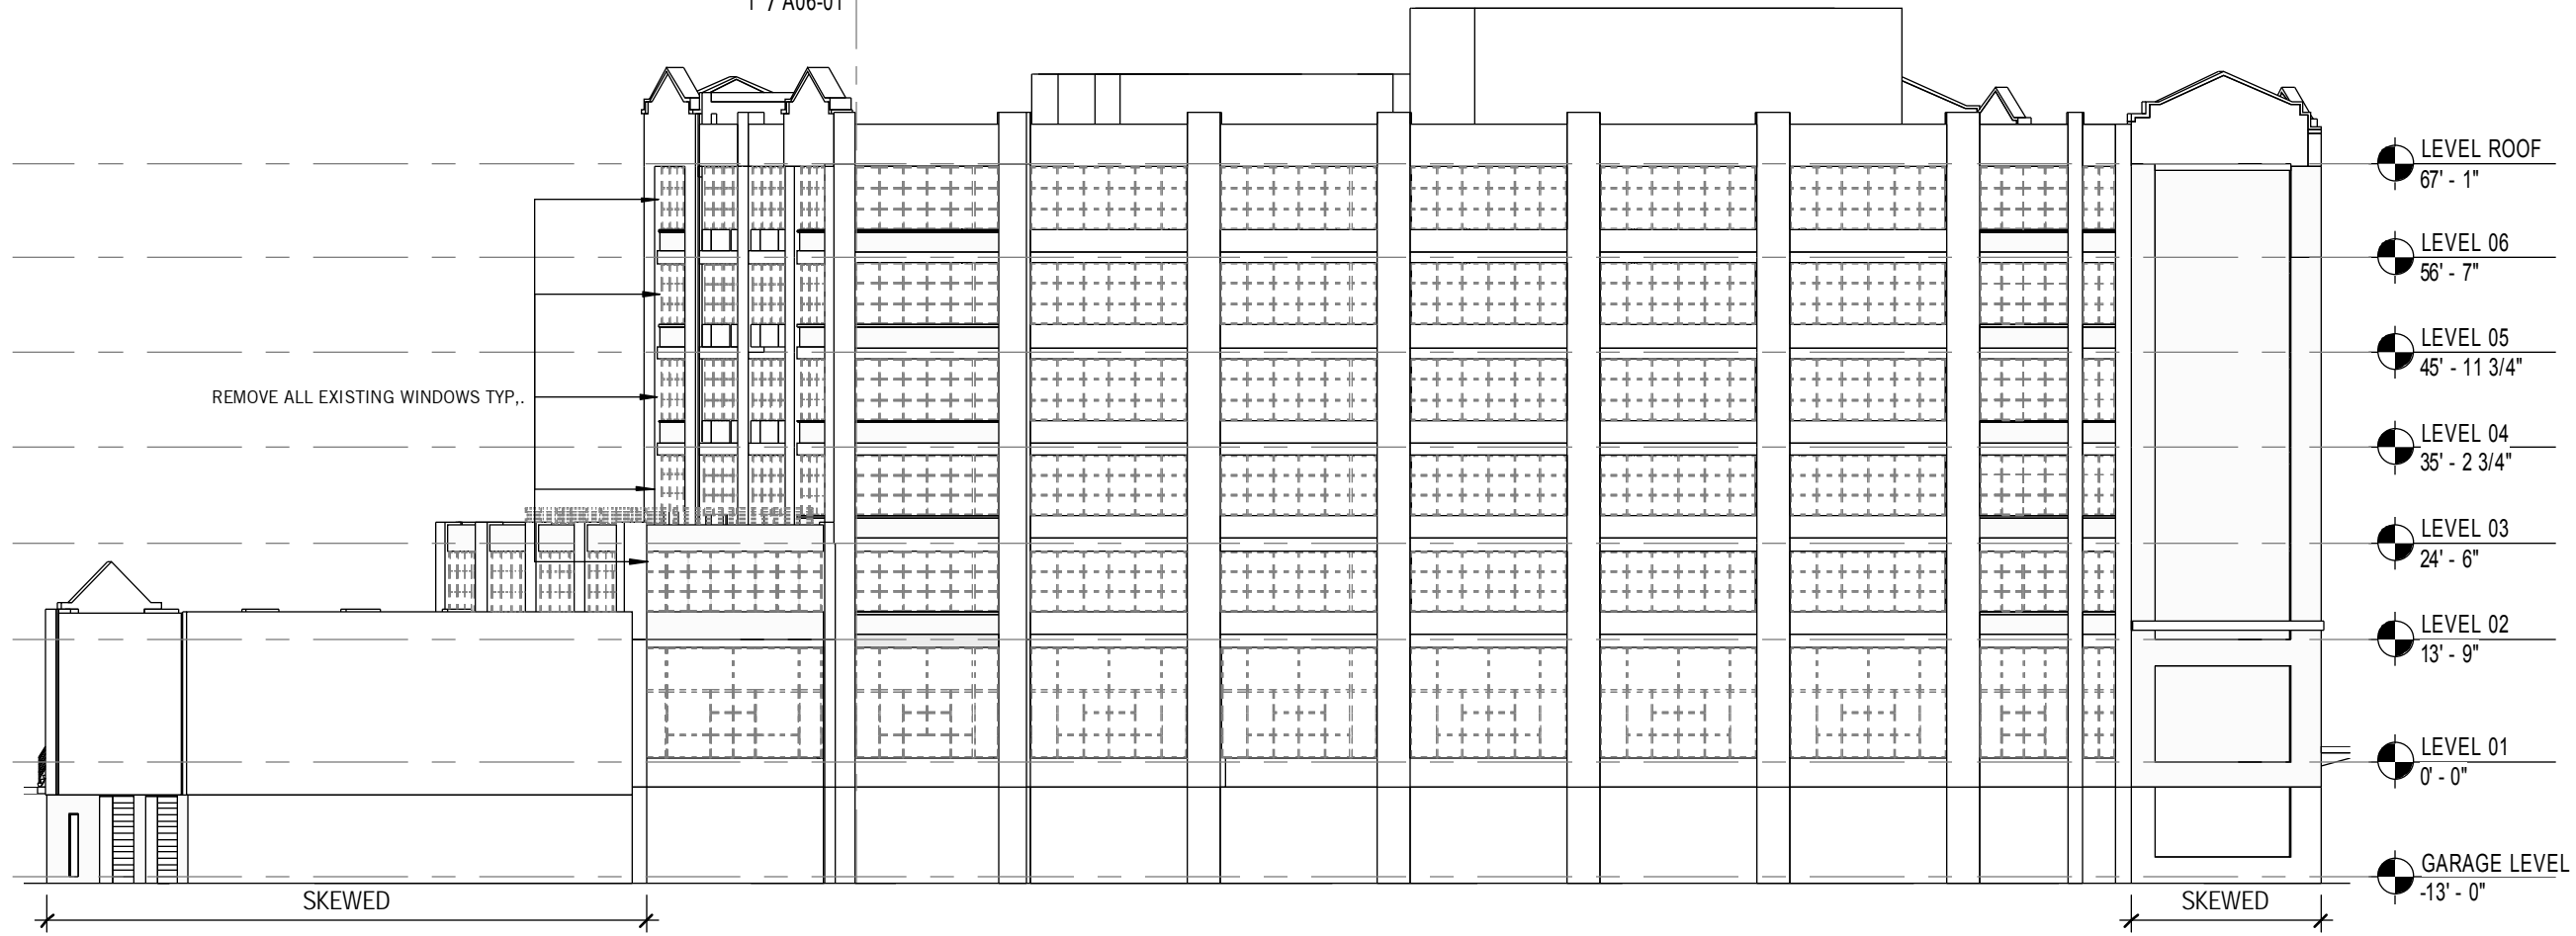 1 / A06-01
LEVEL ROOF
67' - 1"
LEVEL 06
56' - 7"
LEVEL 05
45' - 11 3/4"
REMOVE ALL EXISTING WINDOWS TYP,.
LEVEL 04
35' - 2 3/4"
LEVEL 03
24' - 6"
LEVEL 02
13' - 9"
LEVEL 01
0' - 0"
GARAGE LEVEL
-13' - 0"
SKEWED
SKEWED